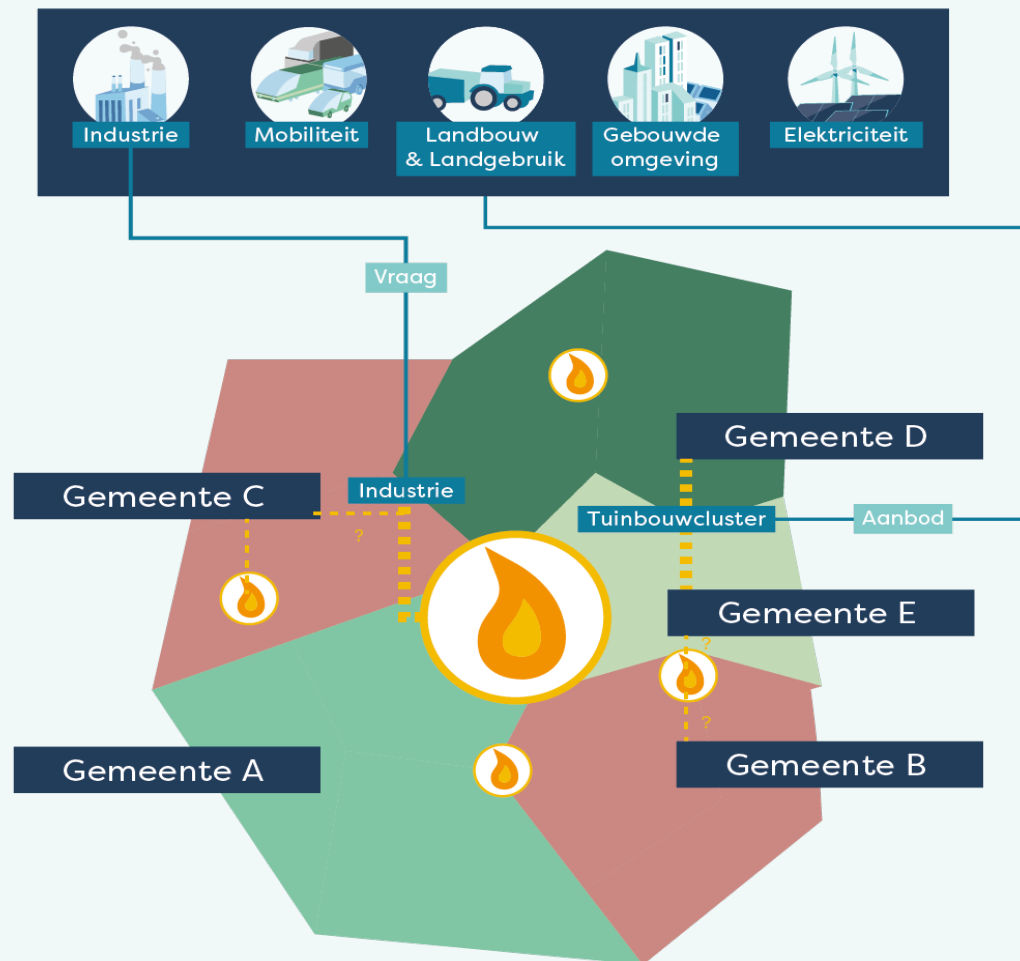 Industrie
Mobiliteit
Landbouw
& Landgebruik
Gebouwde
omgeving
Elektriciteit
Vraag
Gemeente D
Industrie
Gemeente C
Tuinbouwcluster
Aanbod
?
Gemeente E
?
?
Gemeente B
Gemeente A